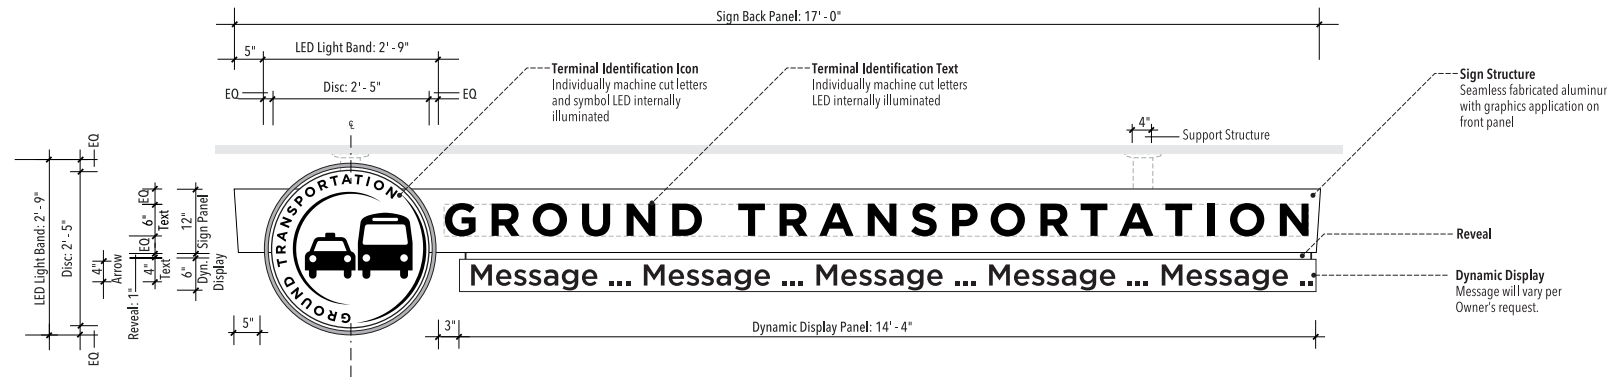 Sign Back Panel: 17' - 0"
5"
LED Light Band: 2' - 9"
EQ
Disc: 2' - 5"
EQ
Terminal Identification Icon
Individually machine cut letters
and symbol LED internally
illuminated
Terminal Identification Text
Individually machine cut letters
LED internally illuminated
Sign Structure
Seamless fabricated aluminum
with graphics application on
front panel
4"
Support Structure
℄
EQ
LED Light Band: 2' - 9"
Disc: 2' - 5"
EQ
4"
Arrow
Reveal: 1"
EQ
6"
Text
EQ
4"
Text
12"
Sign Panel
6"
Dyn.
Display
GROUND TRANSPORTATION
GROUND TRANSPORTATION
Reveal
Message ... Message ... Message ... Message ... Message ..
Dynamic Display
Message will vary per
Owner's request.
5"
3"
Dynamic Display Panel: 14' - 4"